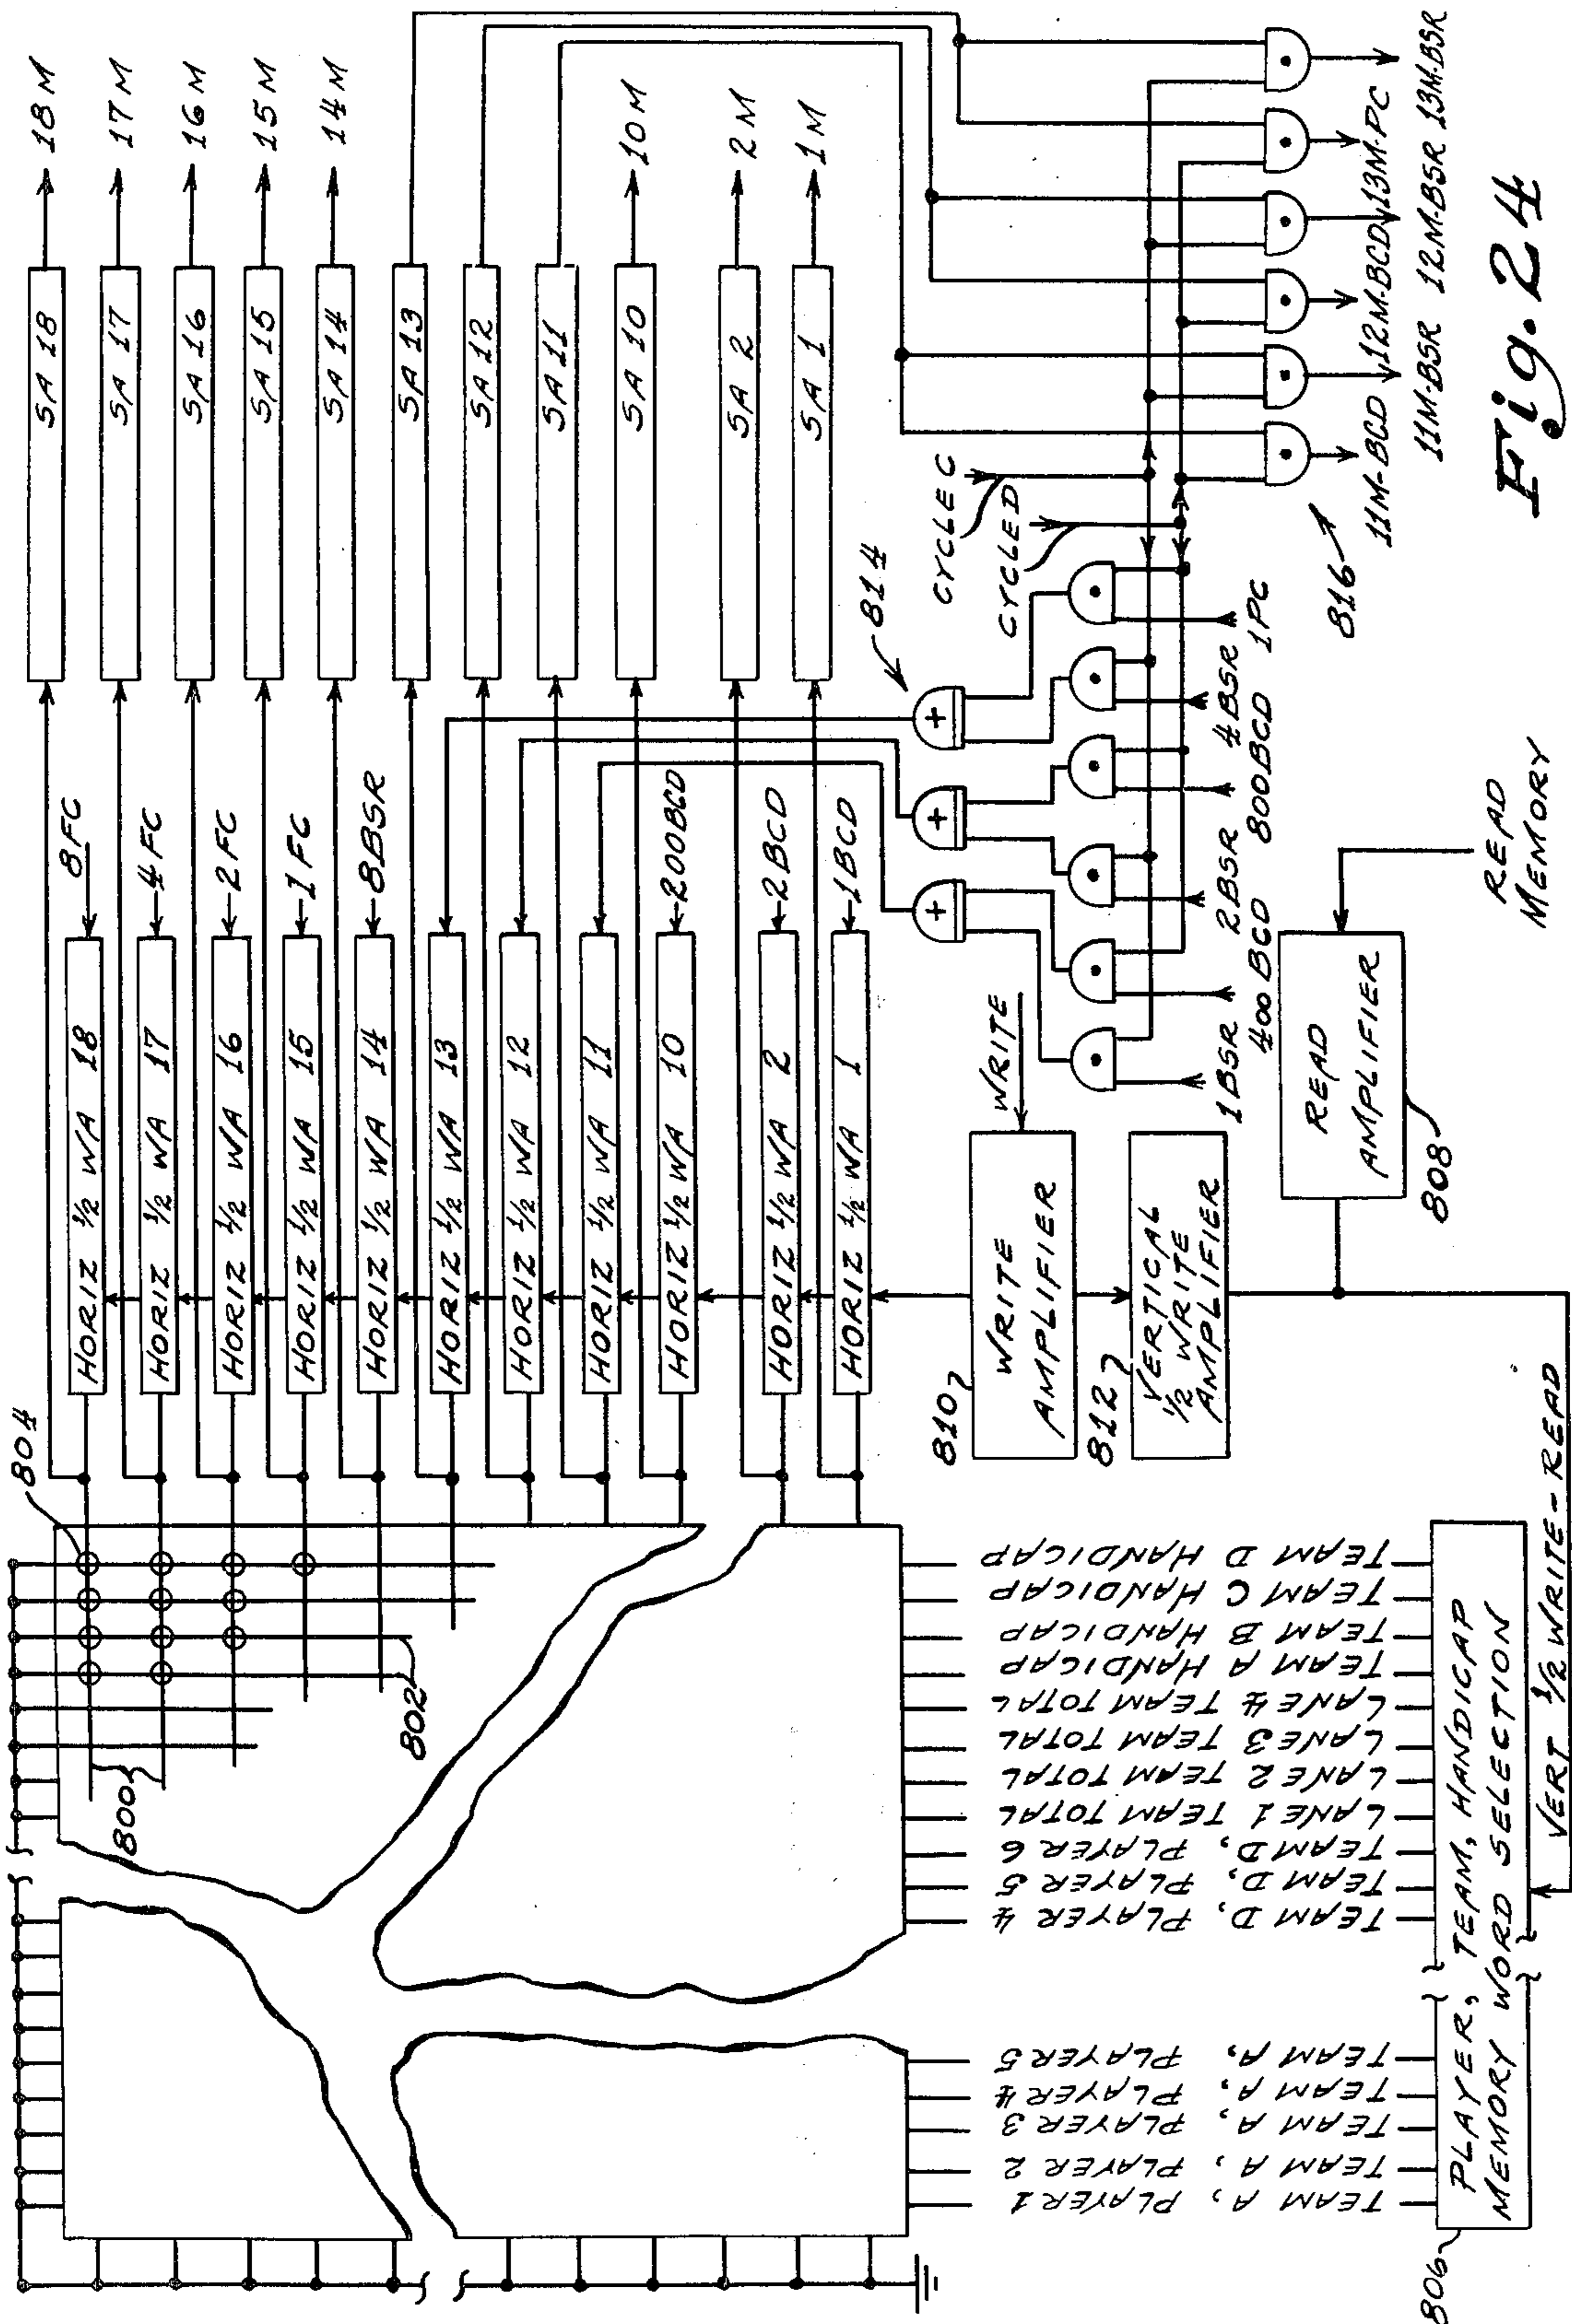 804
8FC
HORIZ 1/2 WA 18
SA 18
18M
4FC
HORIZ 1/2 WA 17
SA 17
17M
2FC
HORIZ 1/2 WA 16
SA 16
16M
1FC
HORIZ 1/2 WA 15
SA 15
15M
8BSR
HORIZ 1/2 WA 14
SA 14
14M
HORIZ 1/2 WA 13
SA 13
HORIZ 1/2 WA 12
SA 12
HORIZ 1/2 WA 11
SA 11
200BCD
HORIZ 1/2 WA 10
SA 10
10M
2BCD
HORIZ 1/2 WA 2
SA 2
2M
1BCD
HORIZ 1/2 WA 1
SA 1
1M
800
802
814
CYCLE C
CYCLE D
WRITE
810
WRITE
AMPLIFIER
812
VERTICAL
1/2 WRITE
AMPLIFIER
1BSR 2BSR 4BSR
400 BCD 800BCD 1PC
816
11M-BCD 12M-BCD 13M-PC
11M-BSR 12M-BSR 13M-BSR
READ
AMPLIFIER
808
READ
MEMORY
TEAM A, PLAYER 1
TEAM A, PLAYER 2
TEAM A, PLAYER 3
TEAM A, PLAYER 4
TEAM A, PLAYER 5
TEAM D, PLAYER 4
TEAM D, PLAYER 5
TEAM D, PLAYER 6
LANE 1 TEAM TOTAL
LANE 2 TEAM TOTAL
LANE 3 TEAM TOTAL
LANE 4 TEAM TOTAL
TEAM A HANDICAP
TEAM B HANDICAP
TEAM C HANDICAP
TEAM D HANDICAP
806
PLAYER, TEAM, HANDICAP
MEMORY WORD SELECTION
VERT 1/2 WRITE-READ
Fig. 24